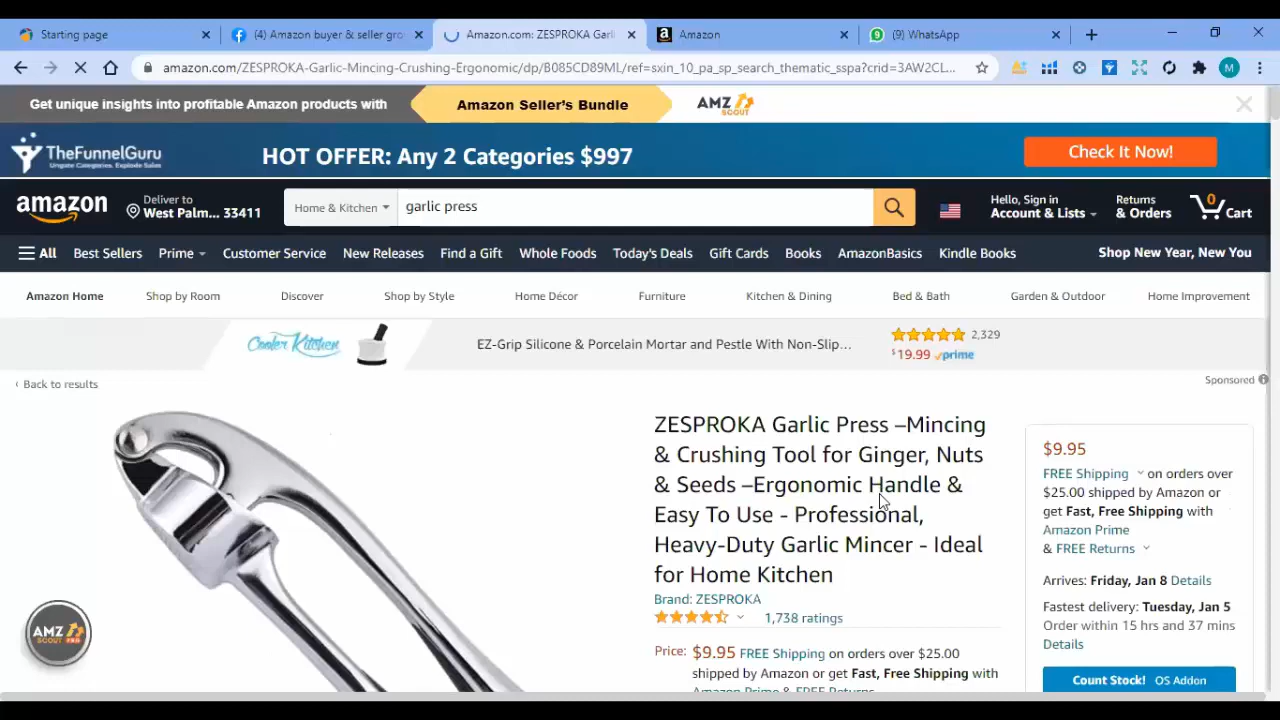 Starting page
(4) Amazon buyer & seller gro
Amazon.com: ZESPROKA Garl
Amazon
(9) WhatsApp
amazon.com/ZESPROKA-Garlic-Mincing-Crushing-Ergonomic/dp/B085CD89ML/ref=sxin_10_pa_sp_search_thematic_sspa?crid=3AW2CL...
M
Get unique insights into profitable Amazon products with
Amazon Seller's Bundle
AMZ SCOUT
TheFunnelGuru
Ungate Categories. Explode Sales
HOT OFFER: Any 2 Categories $997
Check It Now!
amazon
Deliver to
West Palm... 33411
Home & Kitchen
garlic press
Hello, Sign in
Account & Lists
Returns
& Orders
0
Cart
All
Best Sellers
Prime
Customer Service
New Releases
Find a Gift
Whole Foods
Today's Deals
Gift Cards
Books
AmazonBasics
Kindle Books
Shop New Year, New You
Amazon Home
Shop by Room
Discover
Shop by Style
Home Décor
Furniture
Kitchen & Dining
Bed & Bath
Garden & Outdoor
Home Improvement
Cooler Kitchen
EZ-Grip Silicone & Porcelain Mortar and Pestle With Non-Slip...
2,329
$19.99 prime
‹ Back to results
Sponsored
ZESPROKA Garlic Press –Mincing
& Crushing Tool for Ginger, Nuts
& Seeds –Ergonomic Handle &
Easy To Use - Professional,
Heavy-Duty Garlic Mincer - Ideal
for Home Kitchen
Brand: ZESPROKA
1,738 ratings
Price: $9.95 FREE Shipping on orders over $25.00
shipped by Amazon or get Fast, Free Shipping with
Amazon Prime & FREE Returns
$9.95
FREE Shipping on orders over
$25.00 shipped by Amazon or
get Fast, Free Shipping with
Amazon Prime
& FREE Returns
Arrives: Friday, Jan 8 Details
Fastest delivery: Tuesday, Jan 5
Order within 15 hrs and 37 mins
Details
Count Stock! OS Addon
AMZ
SCOUT PRO